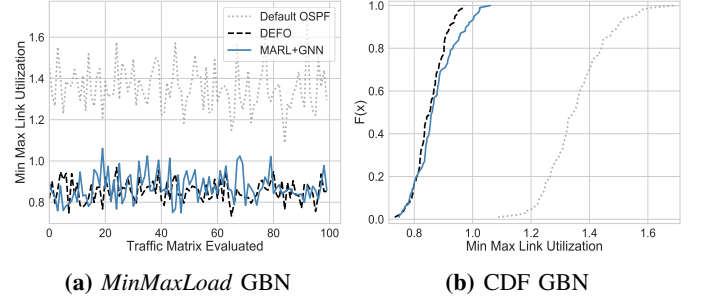 Min Max Link Utilization
1.6
1.4
1.2
1.0
0.8
0 20 40 60 80 100
Traffic Matrix Evaluated
Default OSPF
DEFO
MARL+GNN
(a) MinMaxLoad GBN
F(x)
1.0
0.8
0.6
0.4
0.2
0.0
0.8 1.0 1.2 1.4 1.6
Min Max Link Utilization
(b) CDF GBN